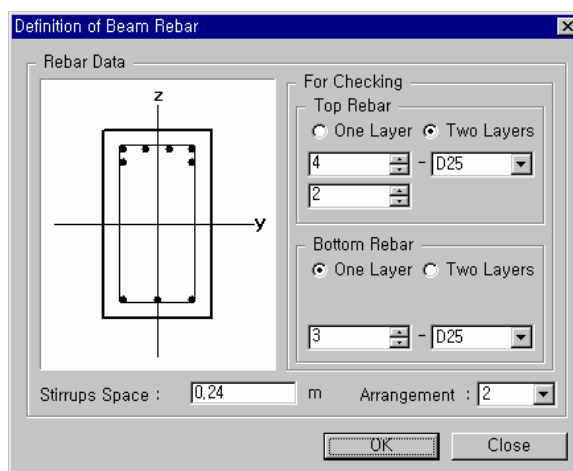 Definition of Beam Rebar
Rebar Data
z
y
For Checking
Top Rebar
One Layer Two Layers
4 - D25
2
Bottom Rebar
One Layer Two Layers
3 - D25
Stirrups Space : 0.24 m Arrangement : 2
OK Close